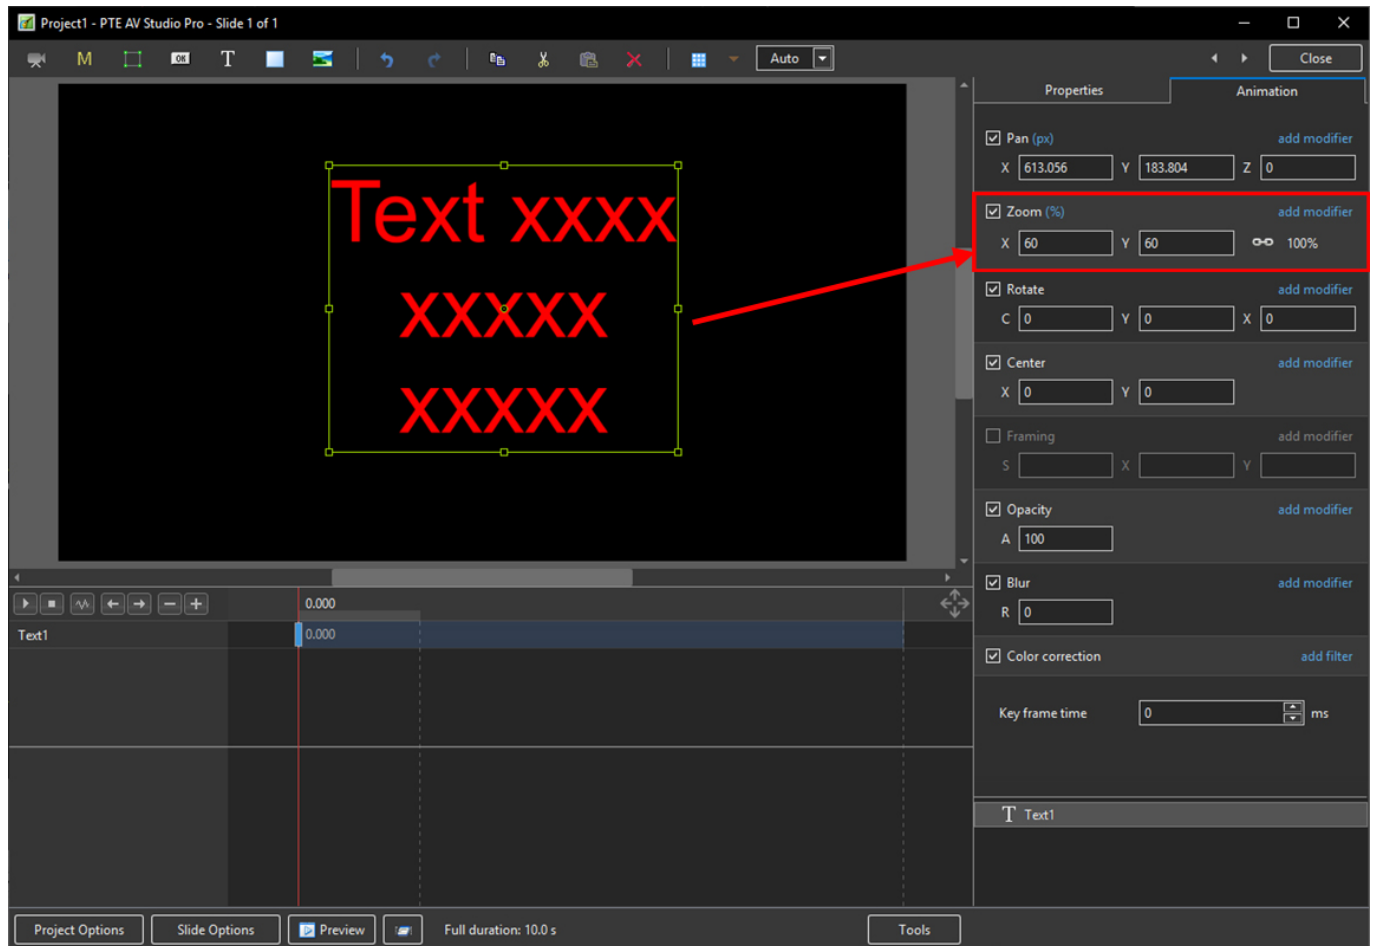 Project1 - PTE AV Studio Pro - Slide 1 of 1
M OK T Auto Close
Properties Animation
Pan (px) add modifier
X 613.056 Y 183.804 Z 0
Zoom (%) add modifier
X 60 Y 60 100%
Rotate add modifier
C 0 Y 0 X 0
Center add modifier
X 0 Y 0
Framing add modifier
S X Y
Opacity add modifier
A 100
Blur add modifier
R 0
Color correction add filter
Key frame time 0 ms
T Text1
Text xxxx
xxxxx
xxxxx
0.000
Text1 0.000
Project Options Slide Options Preview Full duration: 10.0 s Tools